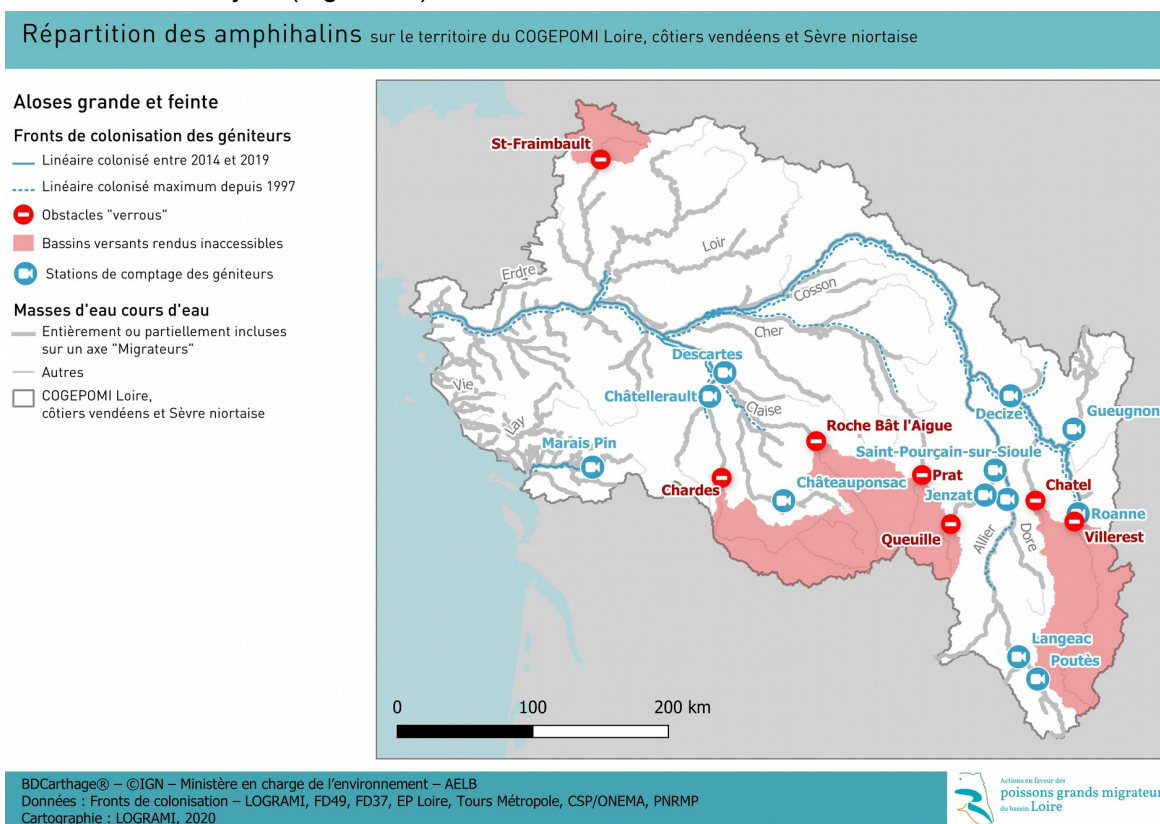 Répartition des amphihalins sur le territoire du COGEPOMI Loire, côtiers vendéens et Sèvre niortaise
Aloses grande et feinte
Fronts de colonisation des géniteurs
Linéaire colonisé entre 2014 et 2019
Linéaire colonisé maximum depuis 1997
Obstacles "verrous"
Bassins versants rendus inaccessibles
Stations de comptage des géniteurs
Masses d'eau cours d'eau
Entièrement ou partiellement incluses
sur un axe "Migrateurs"
Autres
COGEPOMI Loire,
côtiers vendéens et Sèvre niortaise
St-Fraimbault
Loir
Erdre
Cosson
Cher
Descartes
Vie
Châtellerault
Claise
Decize
Gueugnon
Lay
Roche Bât l'Aigue
Marais Pin
Saint-Pourçain-sur-Sioule
Chardes
Châteauponsac
Prat
Jenzat
Chatel
Roanne
Queuille
Allier
Dore
Villerest
Langeac
Poutès
0 100 200 km
BDCarthage® – ©IGN – Ministère en charge de l'environnement – AELB
Données : Fronts de colonisation – LOGRAMI, FD49, FD37, EP Loire, Tours Métropole, CSP/ONEMA, PNRMP
Cartographie : LOGRAMI, 2020
Actions en faveur des
poissons grands migrateur
du bassin Loire